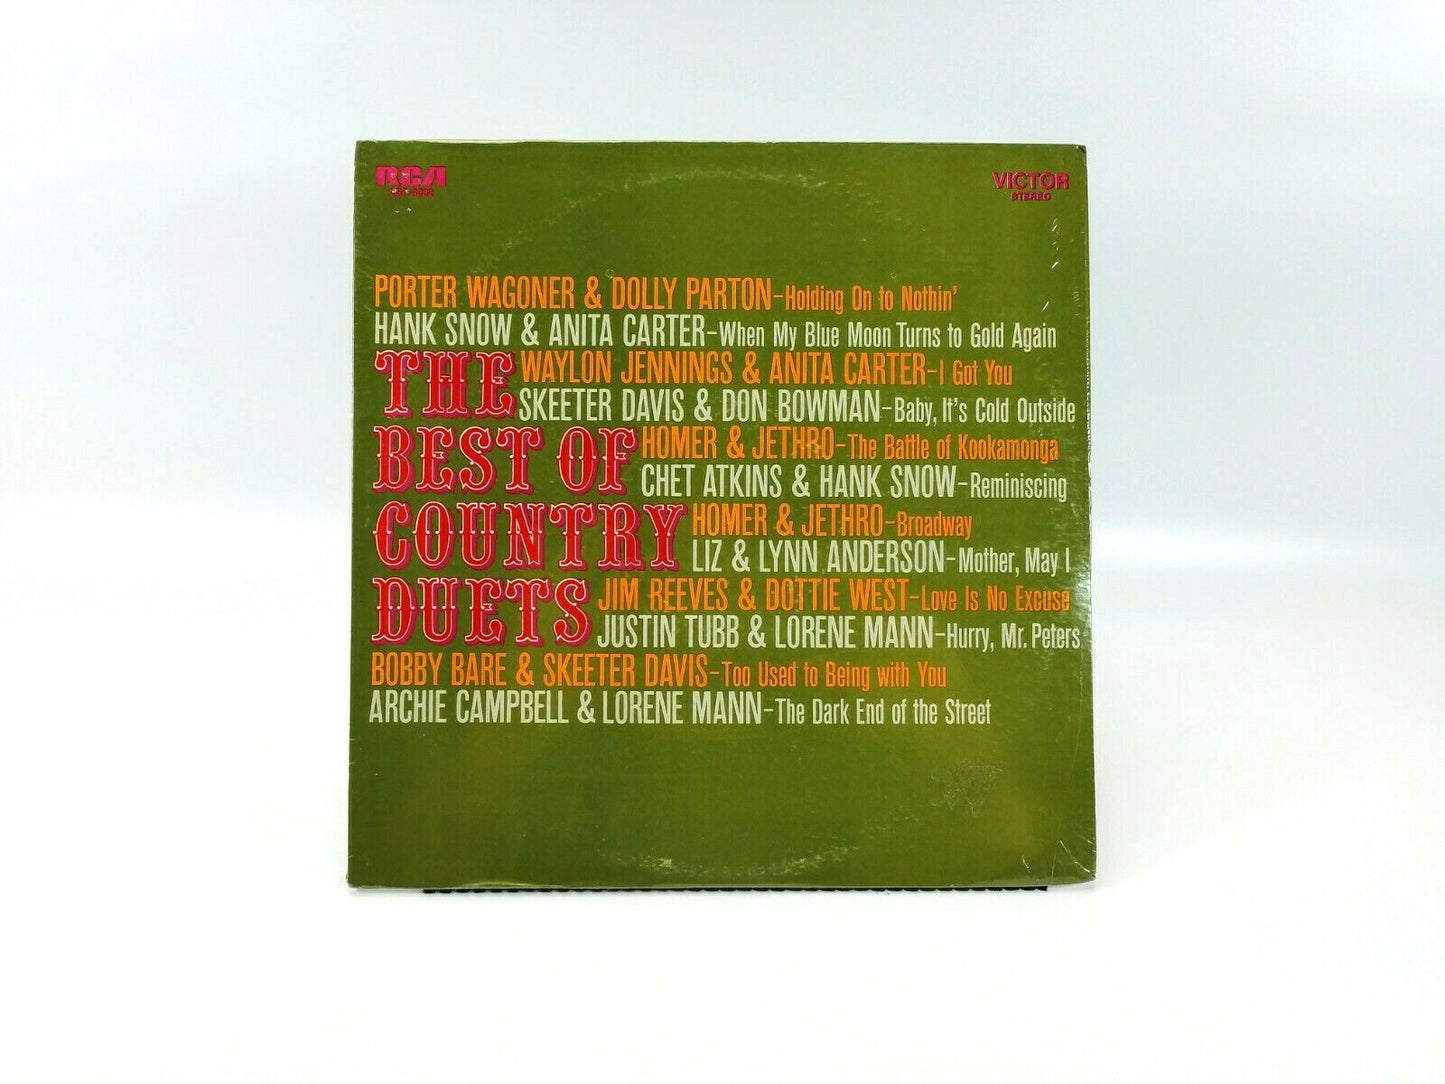 RCA
VICTOR
STEREO
PORTER WAGONER & DOLLY PARTON-Holding On to Nothin'
HANK SNOW & ANITA CARTER-When My Blue Moon Turns to Gold Again
THE
WAYLON JENNINGS & ANITA CARTER-I Got You
SKEETER DAVIS & DON BOWMAN-Baby, It's Cold Outside
BEST OF
HOMER & JETHRO-The Battle of Kookamonga
CHET ATKINS & HANK SNOW-Reminiscing
COUNTRY
HOMER & JETHRO-Broadway
LIZ & LYNN ANDERSON-Mother, May I
DUETS
JIM REEVES & DOTTIE WEST-Love Is No Excuse
JUSTIN TUBB & LORENE MANN-Hurry, Mr. Peters
BOBBY BARE & SKEETER DAVIS-Too Used to Being with You
ARCHIE CAMPBELL & LORENE MANN-The Dark End of the Street